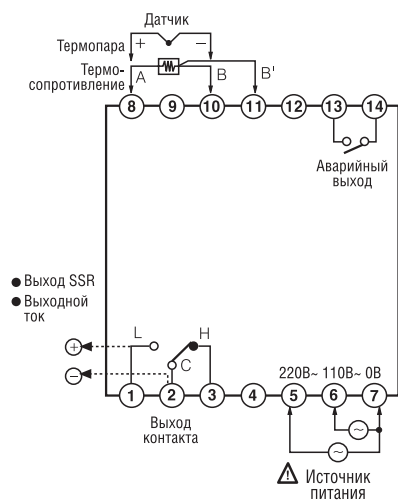 Датчик
Термопара + −
Термо-
сопротивление A B B'
8 9 10 11 12 13 14
Аварийный
выход
● Выход SSR
● Выходной
ток
+ L H
− C
220В~ 110В~ 0В
1 2 3 4 5 6 7
Выход
контакта
~
~
⚠ Источник
питания